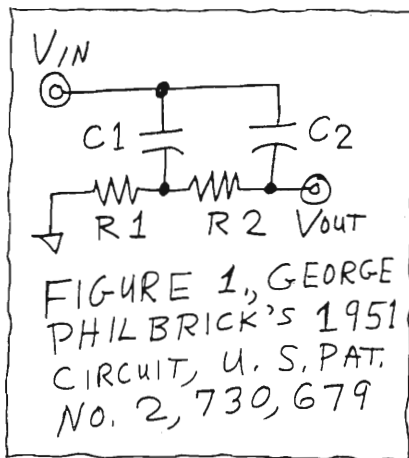 VIN
C1
C2
R1
R2
VOUT
FIGURE 1., GEORGE
PHILBRICK'S 1951
CIRCUIT, U.S. PAT.
NO. 2,730,679